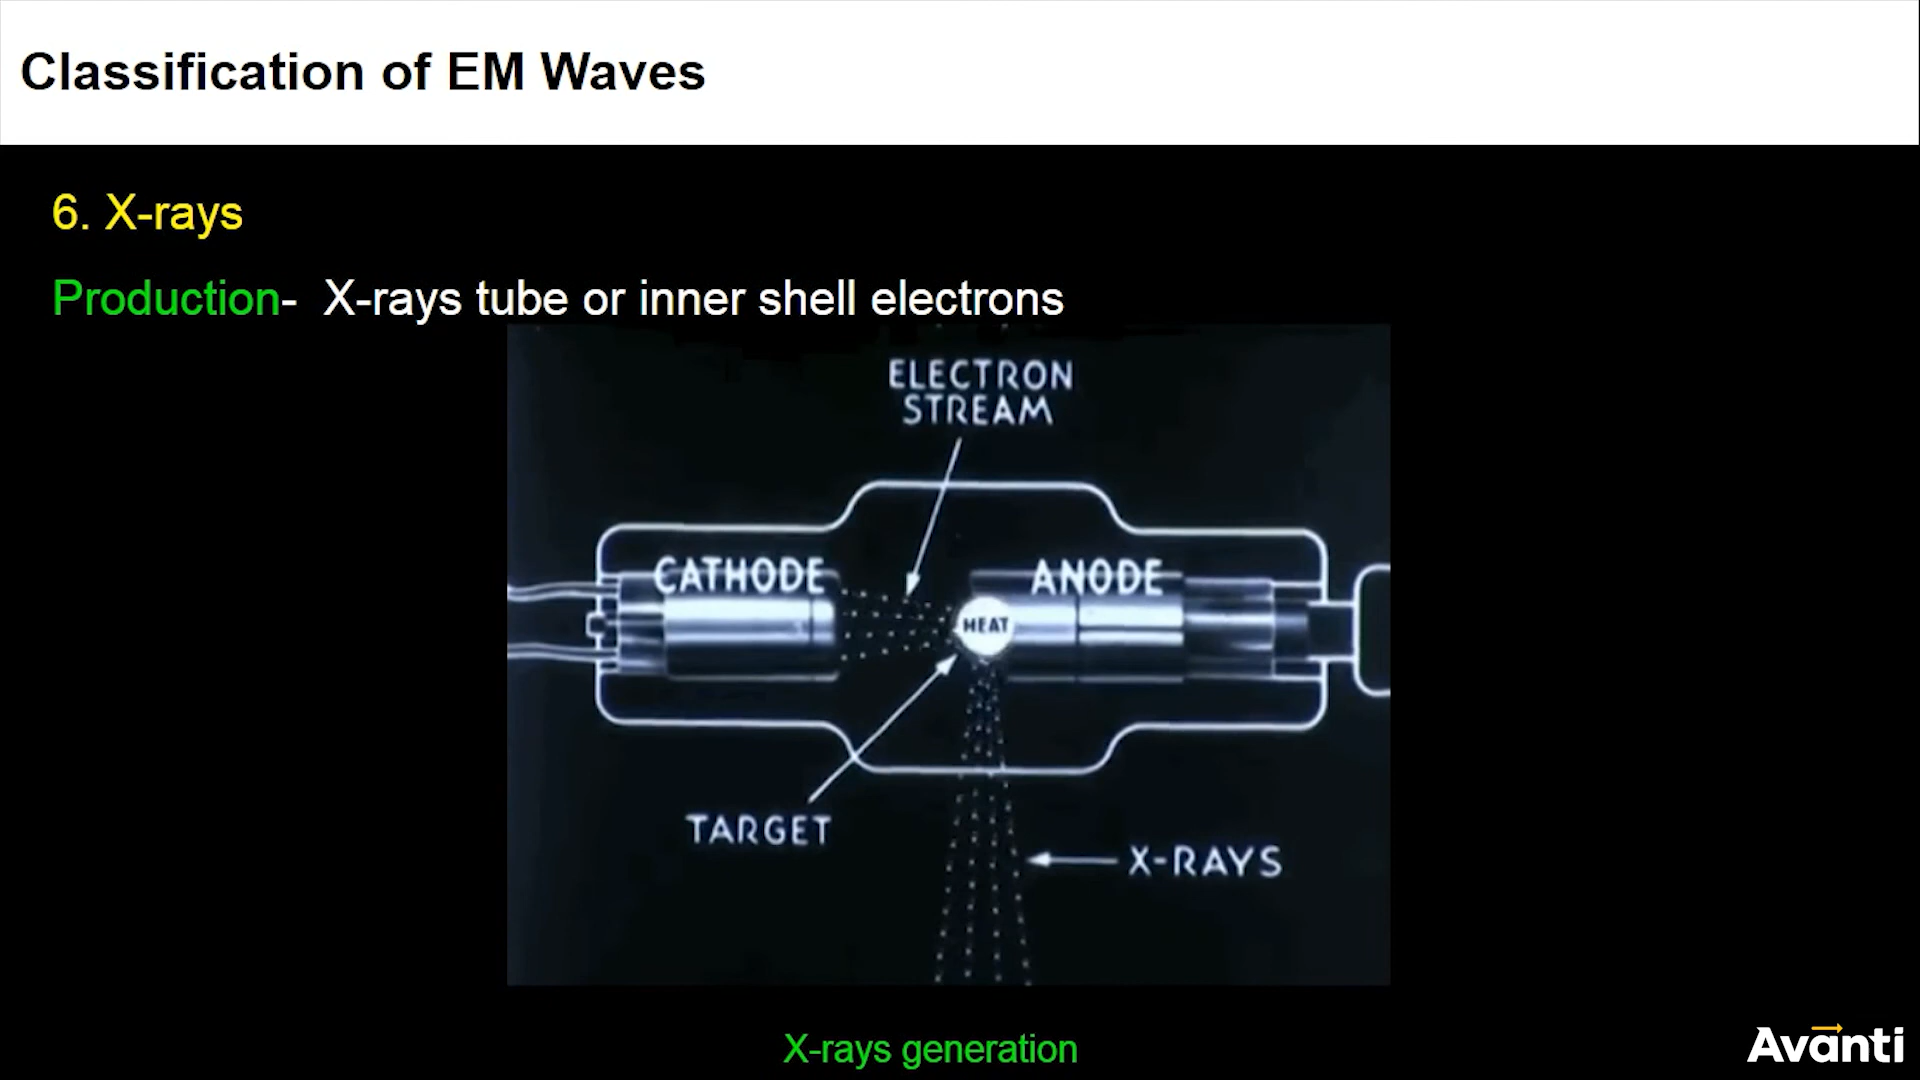 Classification of EM Waves
6. X-rays
Production-  X-rays tube or inner shell electrons
ELECTRON
STREAM
CATHODE
ANODE
HEAT
TARGET
X-RAYS
X-rays generation
Avanti